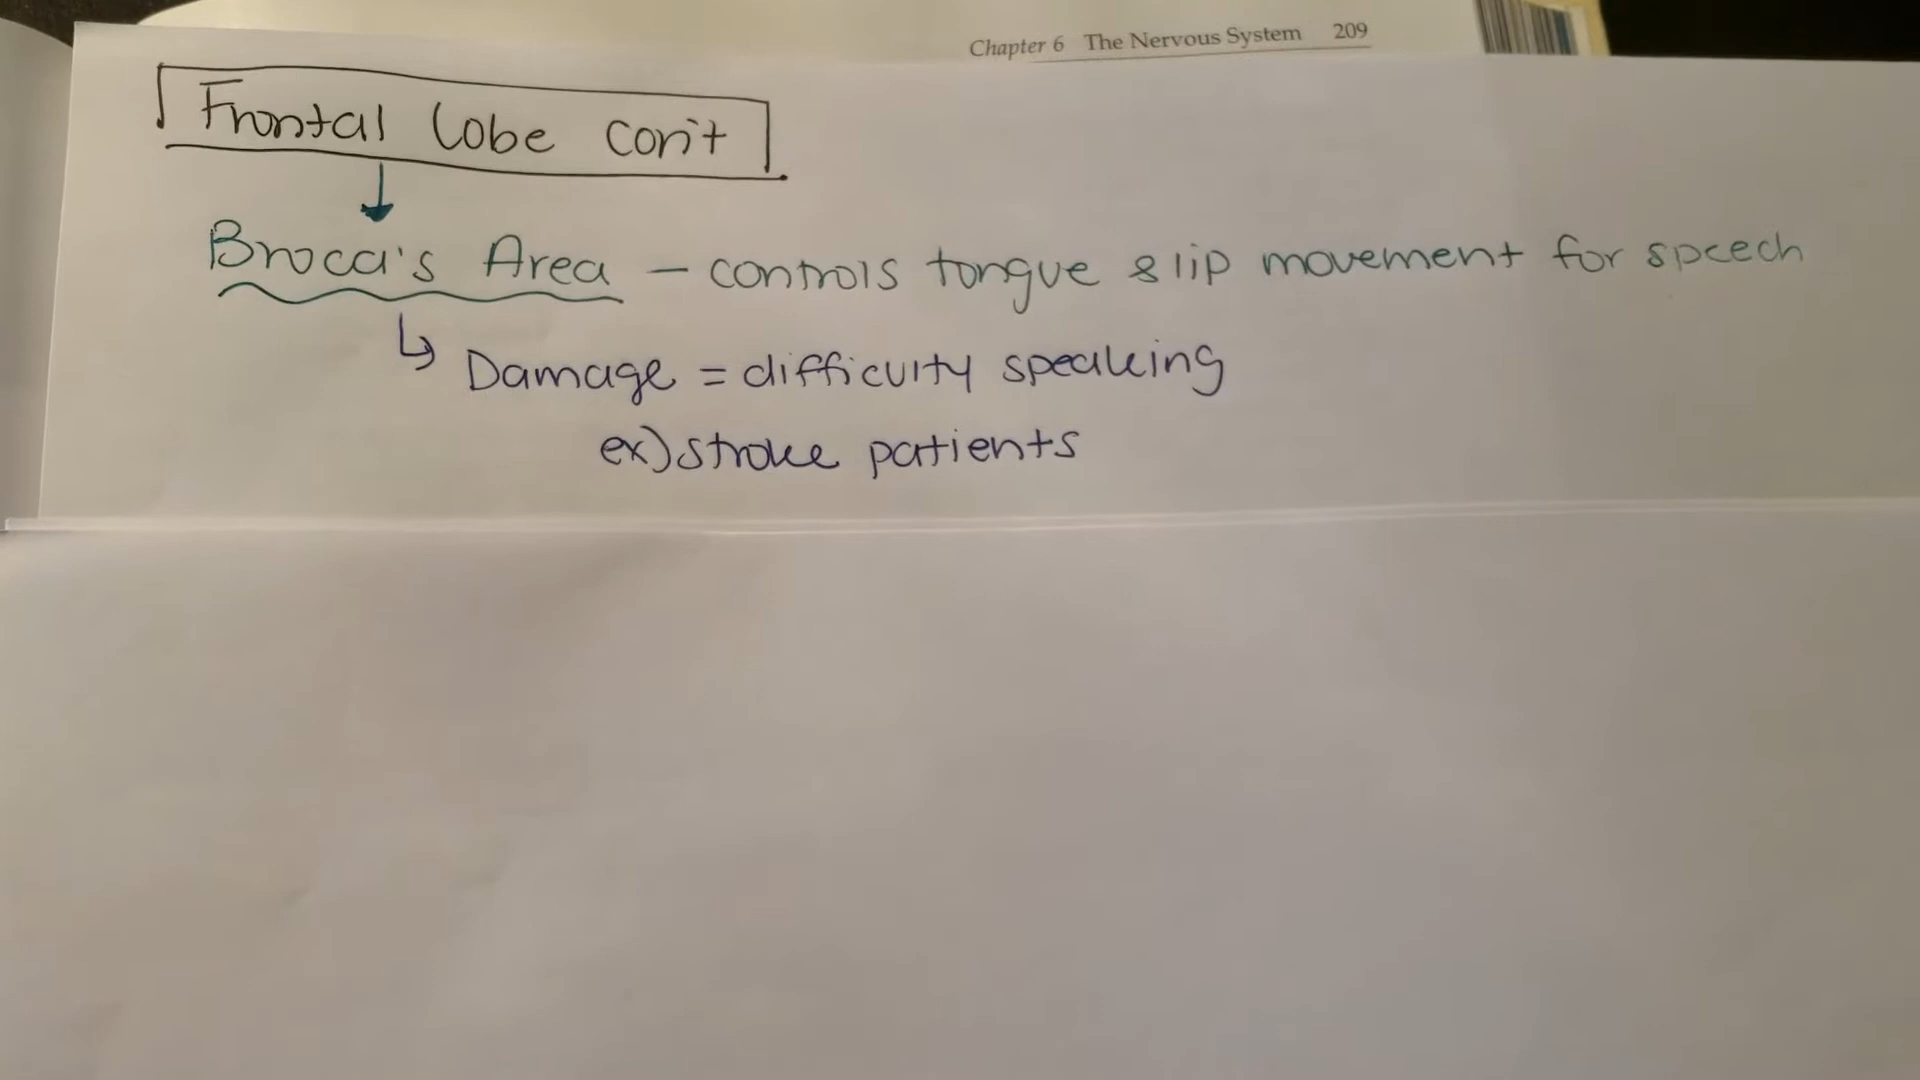 Chapter 6 The Nervous System 209
Frontal lobe con't
Broca's Area – controls tongue & lip movement for speech
↳ Damage = difficulty speaking
ex) stroke patients